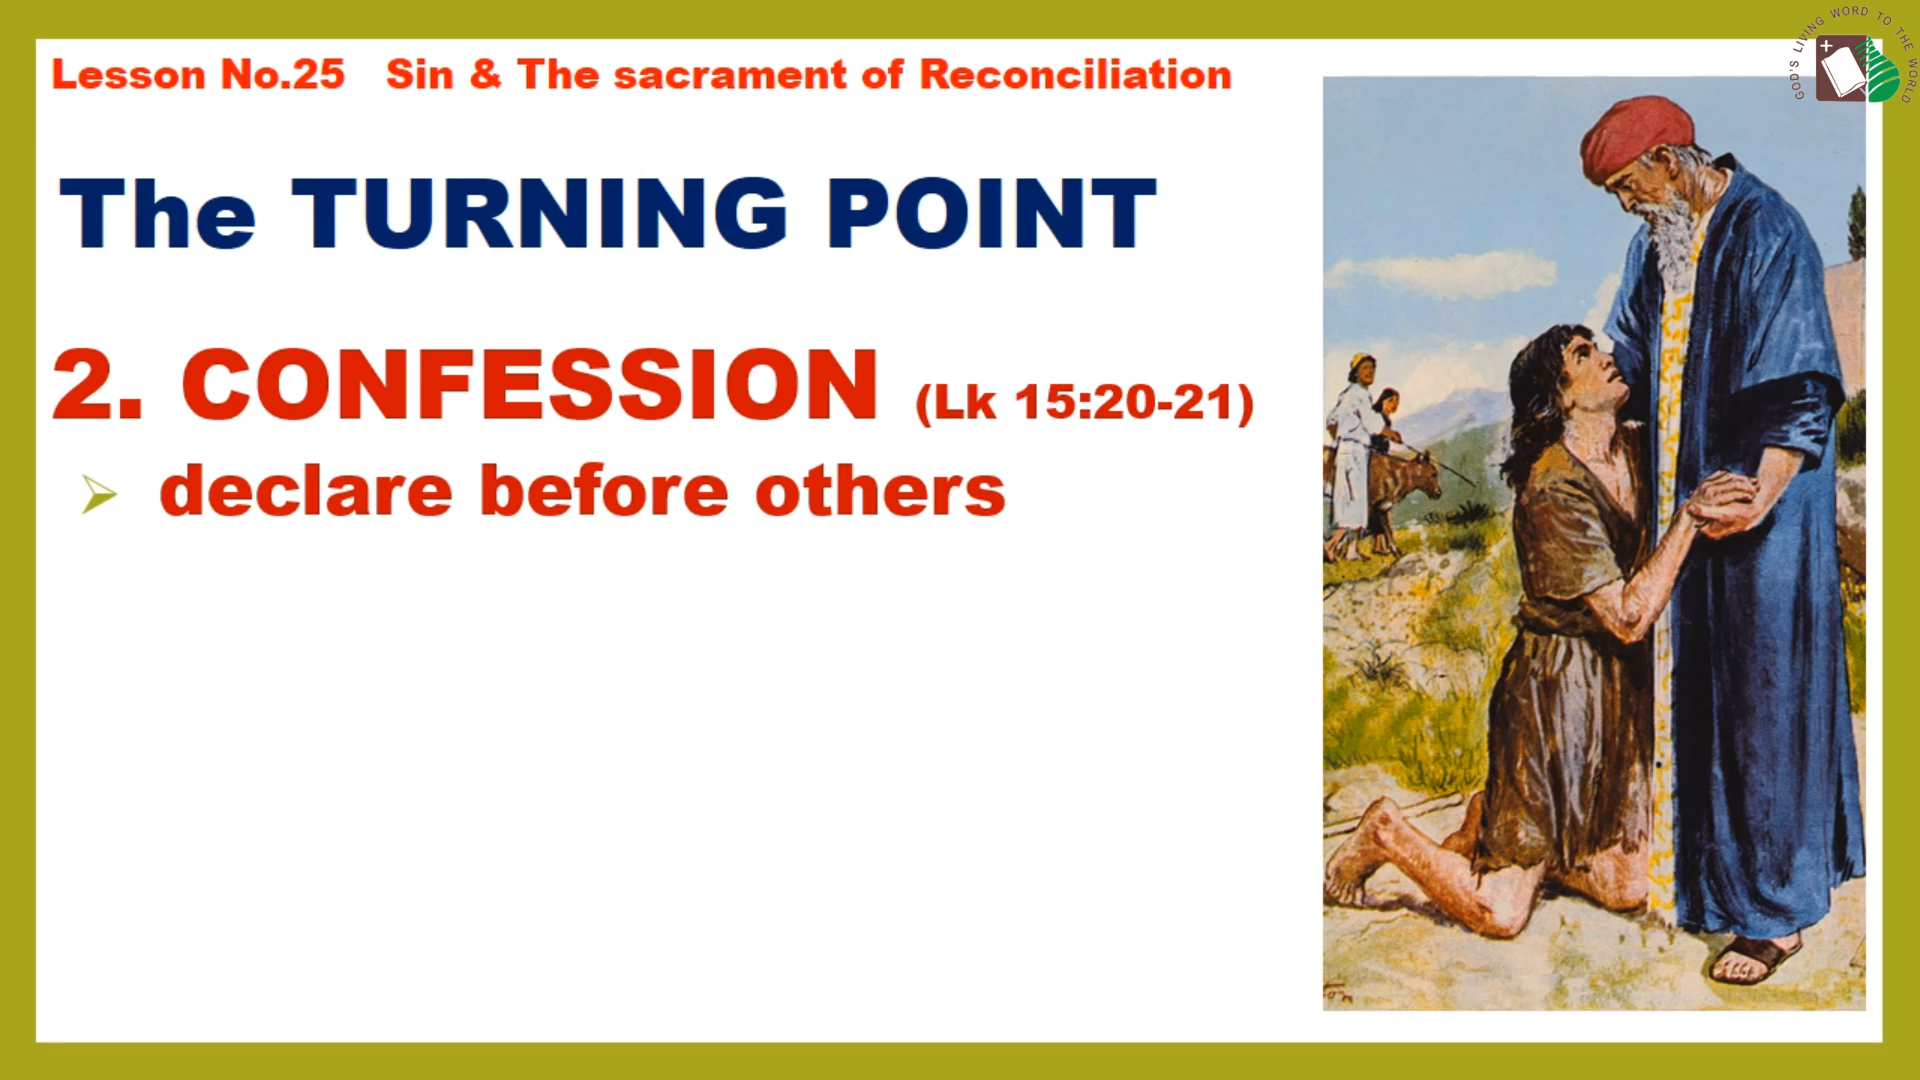 Lesson No.25 Sin & The sacrament of Reconciliation
GOD'S LIVING WORD TO THE WORLD
The TURNING POINT
2. CONFESSION (Lk 15:20-21)
➢ declare before others